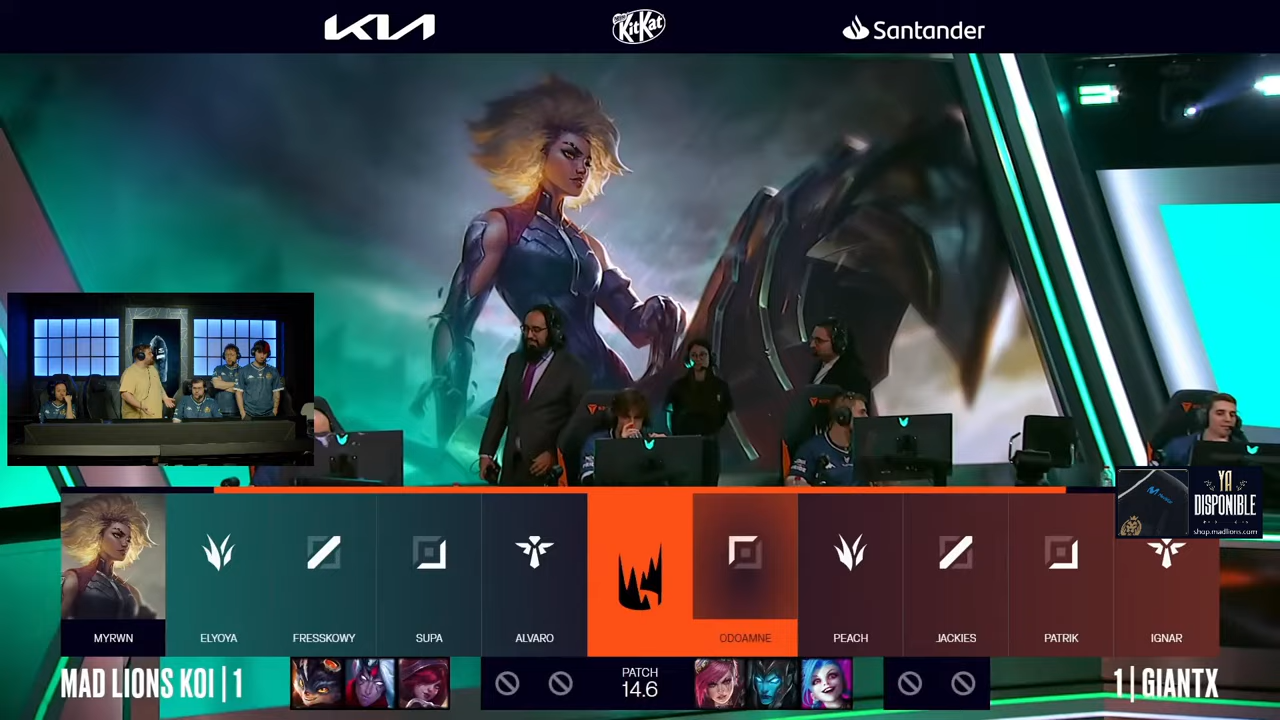 KIA
Nestlé
KitKat
Santander
YA
DISPONIBLE
shop.madlions.com
MYRWN
ELYOYA
FRESSKOWY
SUPA
ALVARO
ODOAMNE
PEACH
JACKIES
PATRIK
IGNAR
MAD LIONS KOI | 1
PATCH
14.6
1 | GIANTX